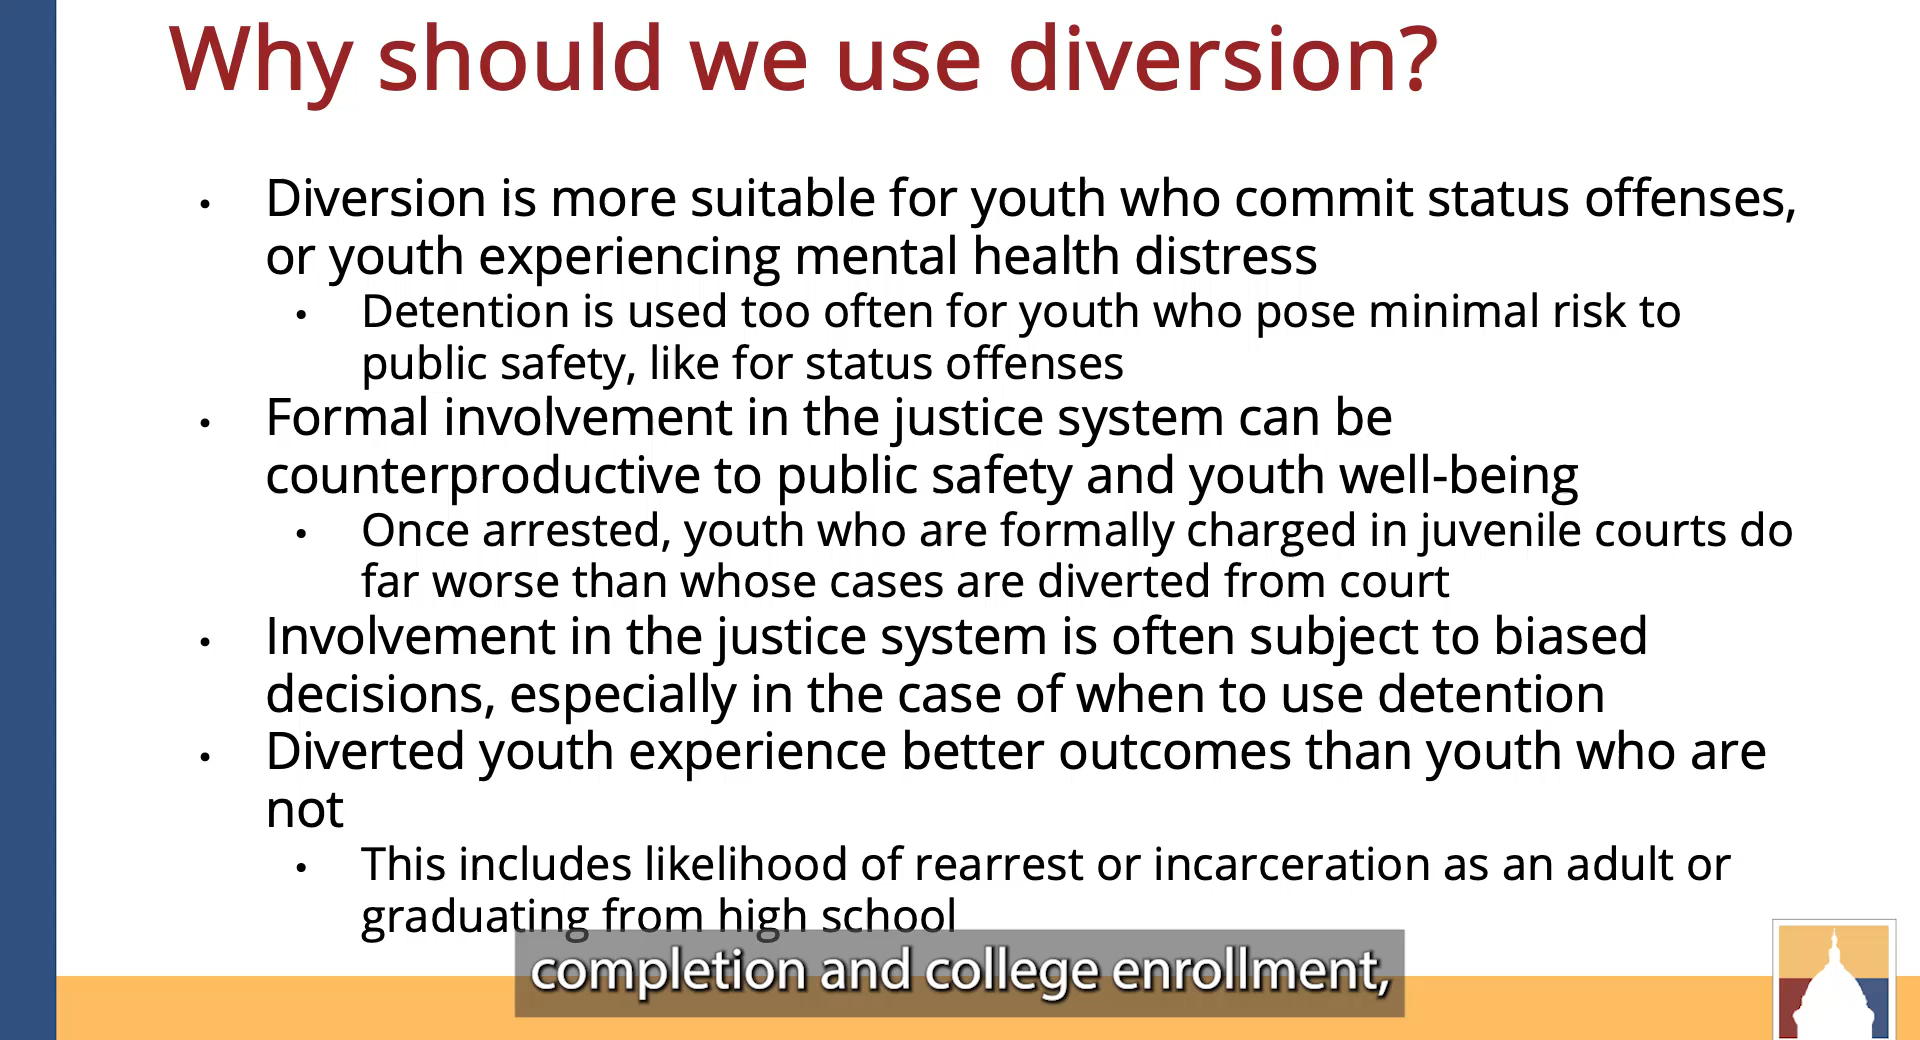 Why should we use diversion?
• Diversion is more suitable for youth who commit status offenses,
or youth experiencing mental health distress
• Detention is used too often for youth who pose minimal risk to
public safety, like for status offenses
• Formal involvement in the justice system can be
counterproductive to public safety and youth well-being
• Once arrested, youth who are formally charged in juvenile courts do
far worse than whose cases are diverted from court
• Involvement in the justice system is often subject to biased
decisions, especially in the case of when to use detention
• Diverted youth experience better outcomes than youth who are
not
• This includes likelihood of rearrest or incarceration as an adult or
graduating from high school
completion and college enrollment,